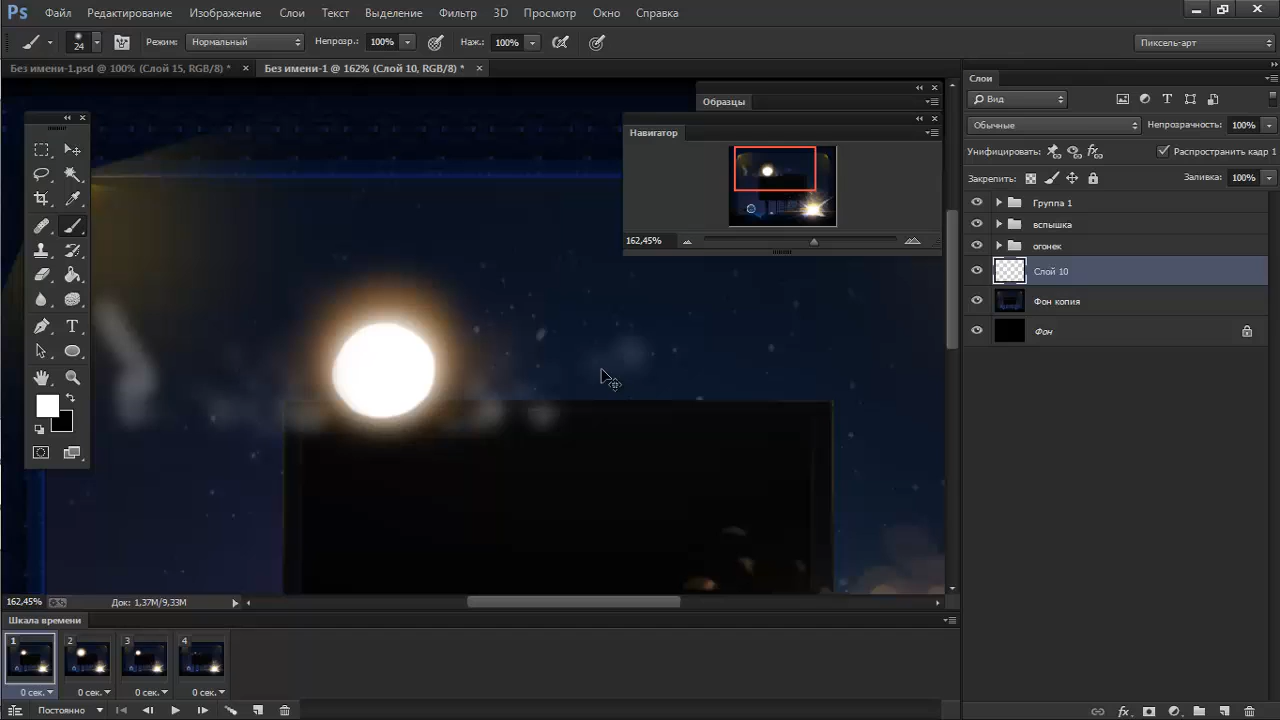 Ps Файл Редактирование Изображение Слои Текст Выделение Фильтр 3D Просмотр Окно Справка
24 Режим: Нормальный Непрозр.: 100% Наж.: 100% Пиксель-арт
Без имени-1.psd @ 100% (Слой 15, RGB/8) * × Без имени-1 @ 162% (Слой 10, RGB/8) * ×
Образцы
Навигатор
162,45%
Слои
Вид
Обычные Непрозрачность: 100%
Унифицировать: Распространить кадр 1
Закрепить: Заливка: 100%
Группа 1
вспышка
огонек
Слой 10
Фон копия
Фон
162,45% Док: 1,37M/9,33M
Шкала времени
1 2 3 4
0 сек. 0 сек. 0 сек. 0 сек.
Постоянно